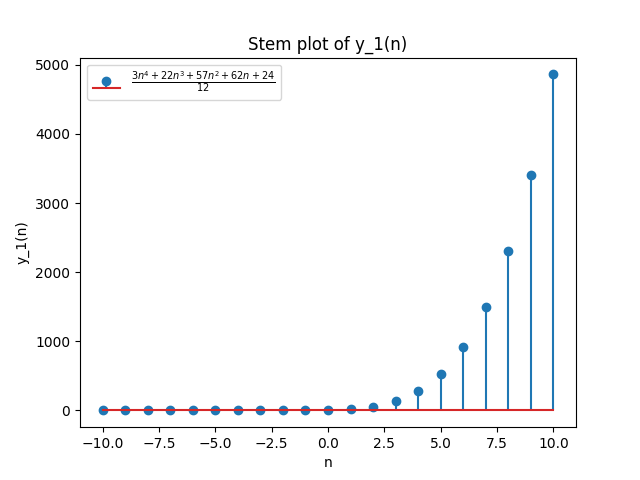 Stem plot of y_1(n)
5000
4000
3000
2000
1000
0
y_1(n)
3n⁴ + 22n³ + 57n² + 62n + 24
12
−10.0 −7.5 −5.0 −2.5 0.0 2.5 5.0 7.5 10.0
n